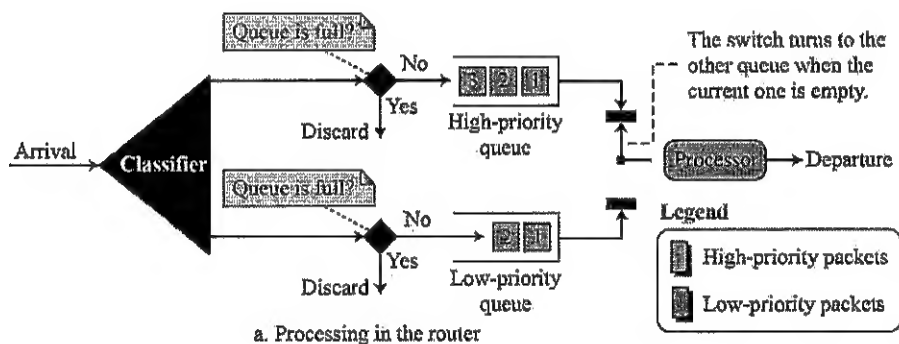 Queue is full?
No
Yes
Discard
3 2 1
High-priority
queue
The switch turns to the
other queue when the
current one is empty.
Arrival
Classifier
Processor
Departure
Queue is full?
No
Yes
Discard
2 1
Low-priority
queue
Legend
High-priority packets
Low-priority packets
a. Processing in the router